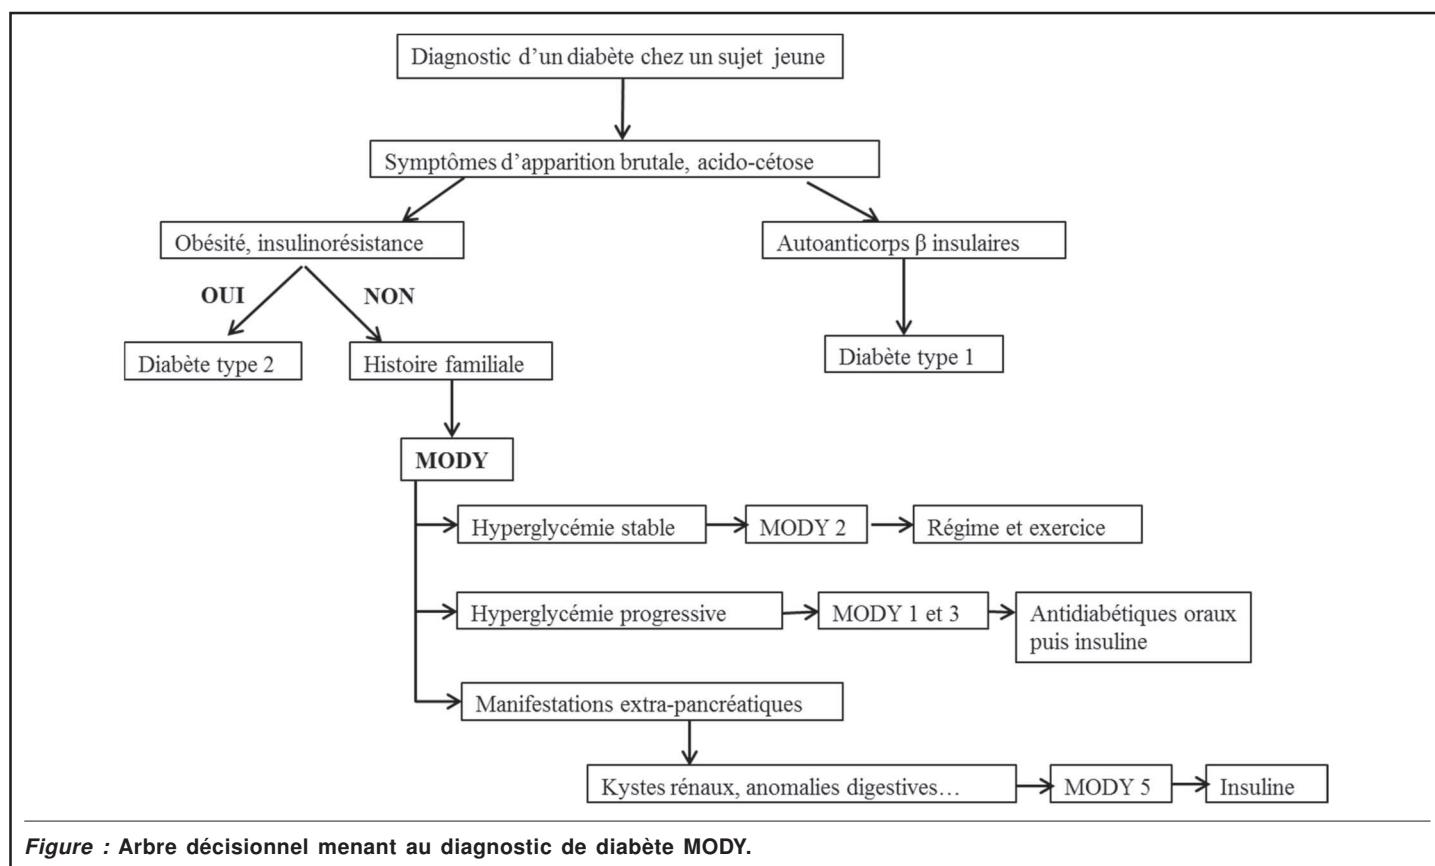 Diagnostic d'un diabète chez un sujet jeune
Symptômes d'apparition brutale, acido-cétose
Obésité, insulinorésistance
Autoanticorps β insulaires
OUI
NON
Diabète type 2
Histoire familiale
Diabète type 1
MODY
Hyperglycémie stable
MODY 2
Régime et exercice
Hyperglycémie progressive
MODY 1 et 3
Antidiabétiques oraux
puis insuline
Manifestations extra-pancréatiques
Kystes rénaux, anomalies digestives…
MODY 5
Insuline
Figure : Arbre décisionnel menant au diagnostic de diabète MODY.